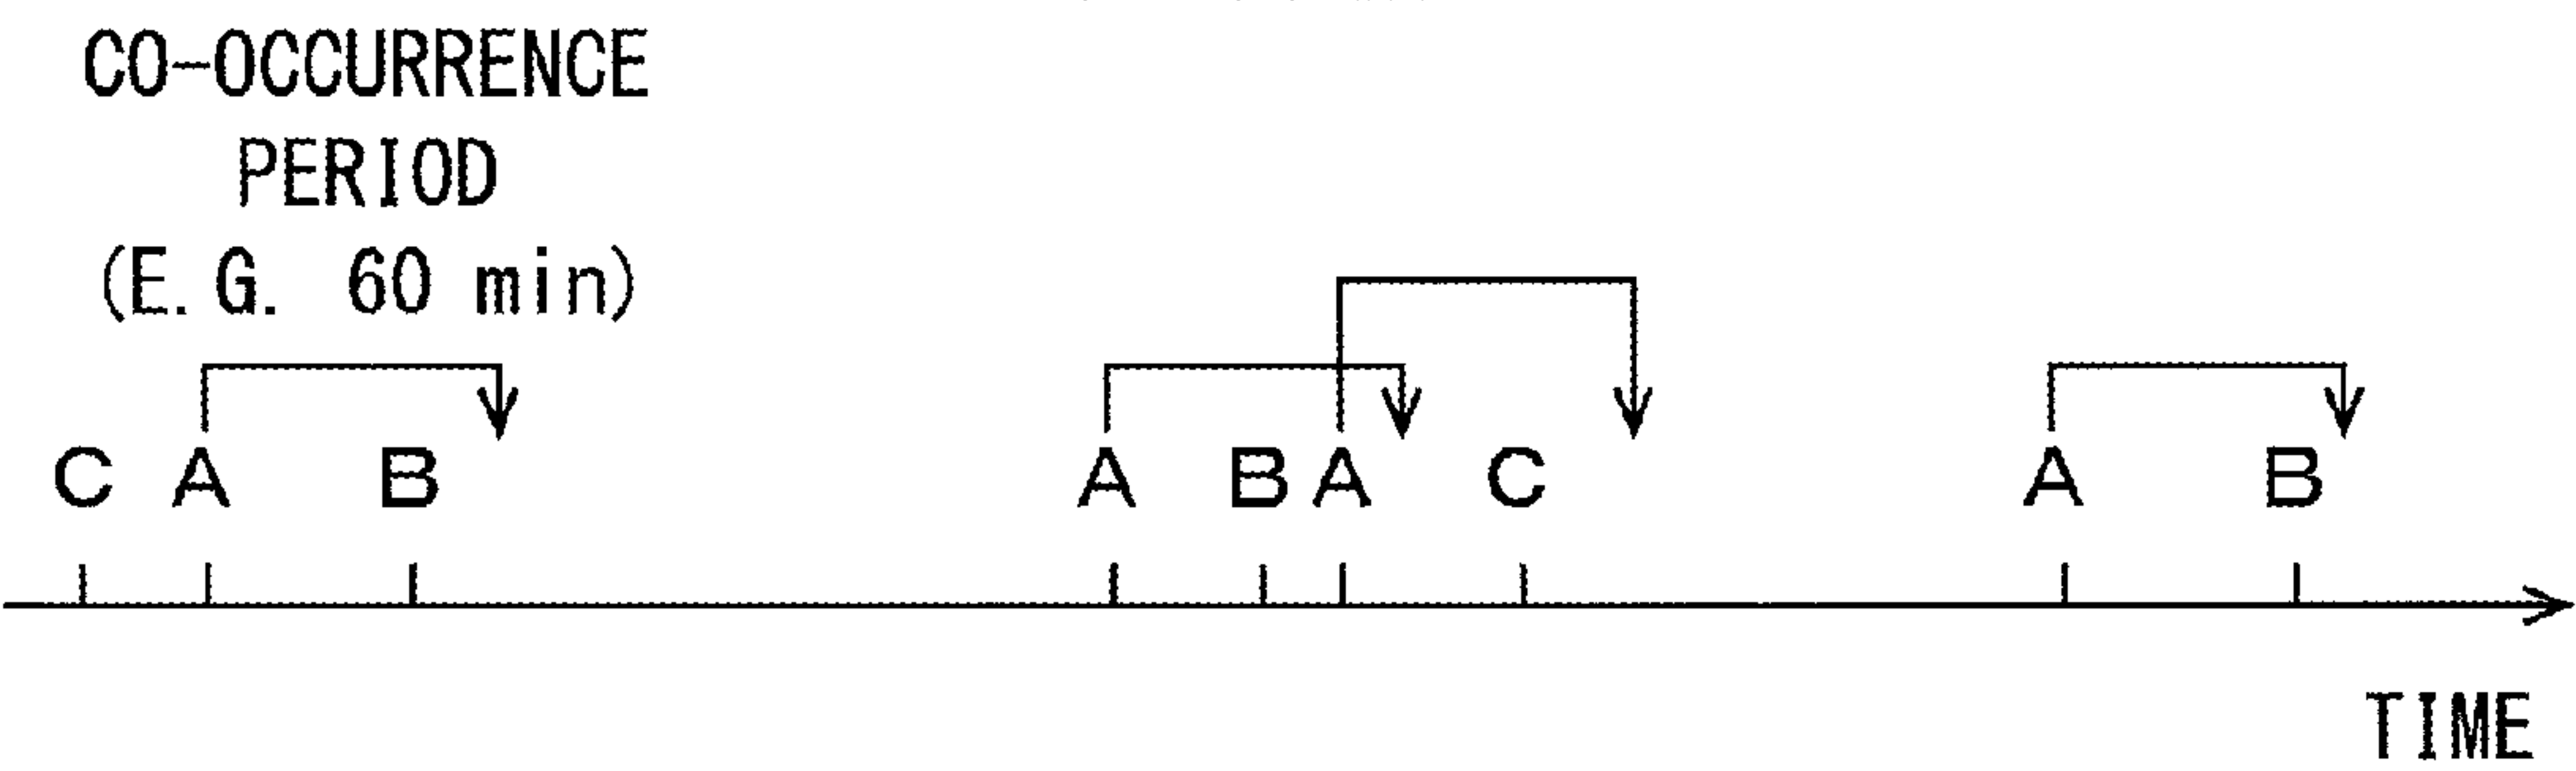 CO-OCCURRENCE
PERIOD
(E.G. 60 min)
C A B A B A C A B
TIME